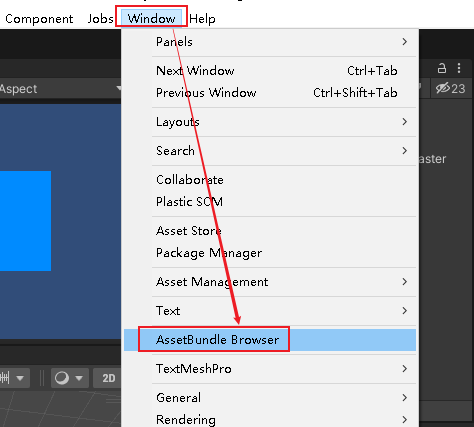 Component Jobs Window Help
Panels
Next Window Ctrl+Tab
Previous Window Ctrl+Shift+Tab
Aspect
23
Layouts
Search
aster
Collaborate
Plastic SCM
Asset Store
Package Manager
Asset Management
Text
AssetBundle Browser
TextMeshPro
2D
General
Rendering